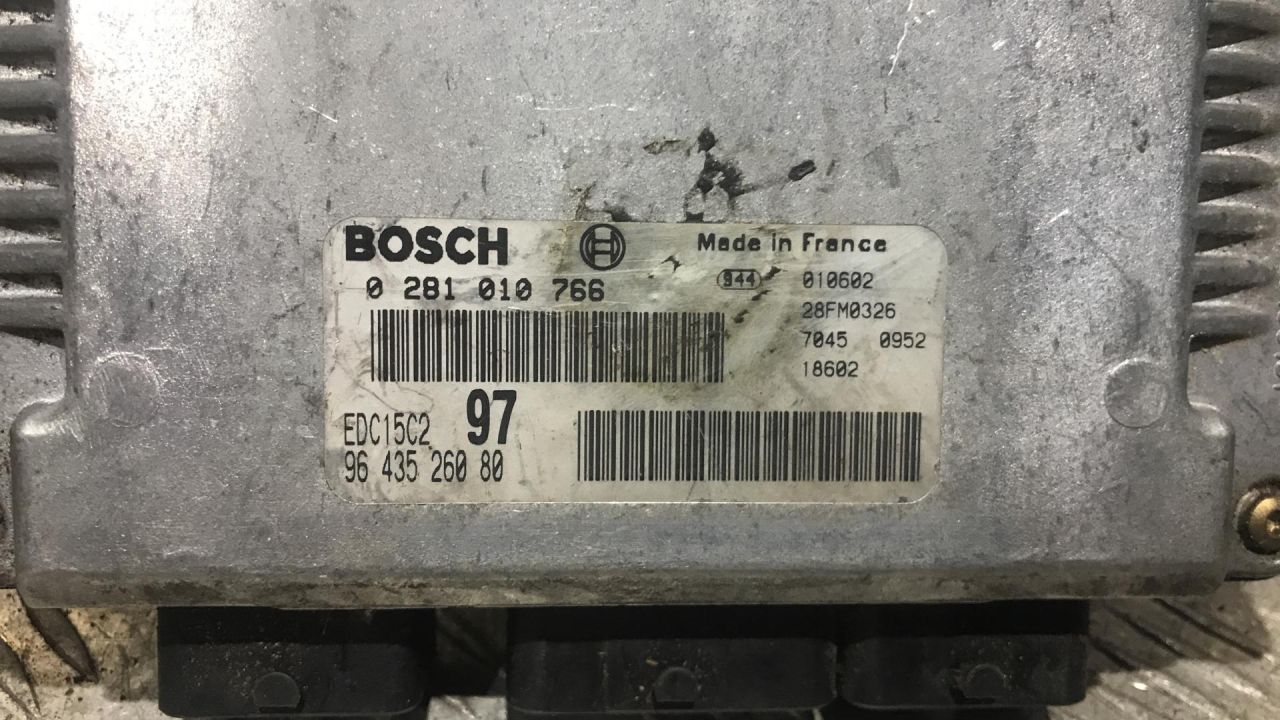 BOSCH
Made in France
0 281 010 766
944
010602
28FM0326
7045 0952
18602
EDC15C2 97
96 435 260 80